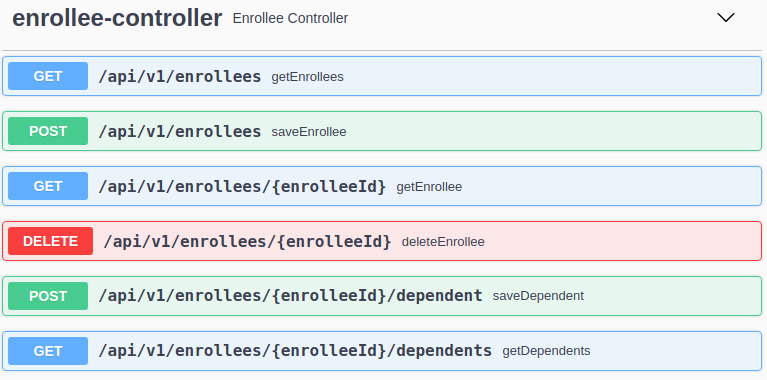 enrollee-controller Enrollee Controller
GET /api/v1/enrollees getEnrollees
POST /api/v1/enrollees saveEnrollee
GET /api/v1/enrollees/{enrolleeId} getEnrollee
DELETE /api/v1/enrollees/{enrolleeId} deleteEnrollee
POST /api/v1/enrollees/{enrolleeId}/dependent saveDependent
GET /api/v1/enrollees/{enrolleeId}/dependents getDependents